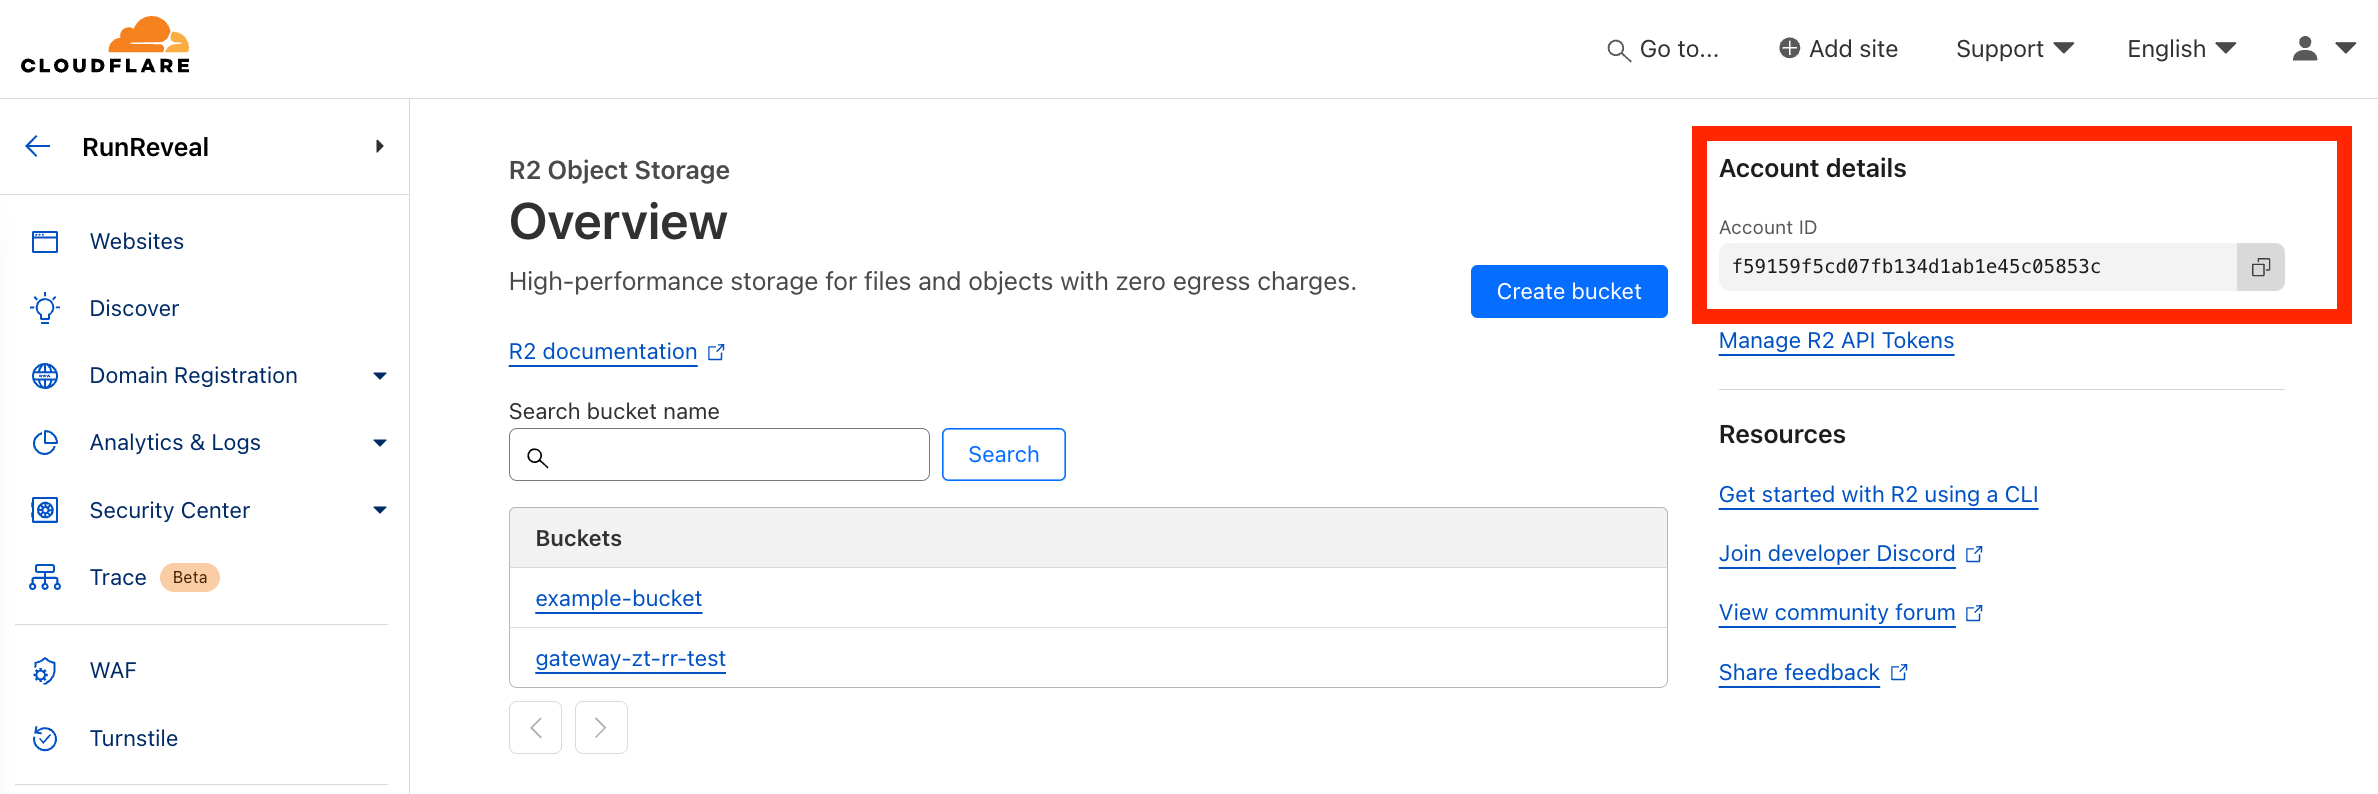 CLOUDFLARE
Go to...
Add site
Support
English
RunReveal
Websites
Discover
Domain Registration
Analytics & Logs
Security Center
Trace Beta
WAF
Turnstile
R2 Object Storage
Overview
High-performance storage for files and objects with zero egress charges.
Create bucket
R2 documentation
Search bucket name
Search
Buckets
example-bucket
gateway-zt-rr-test
Account details
Account ID
f59159f5cd07fb134d1ab1e45c05853c
Manage R2 API Tokens
Resources
Get started with R2 using a CLI
Join developer Discord
View community forum
Share feedback